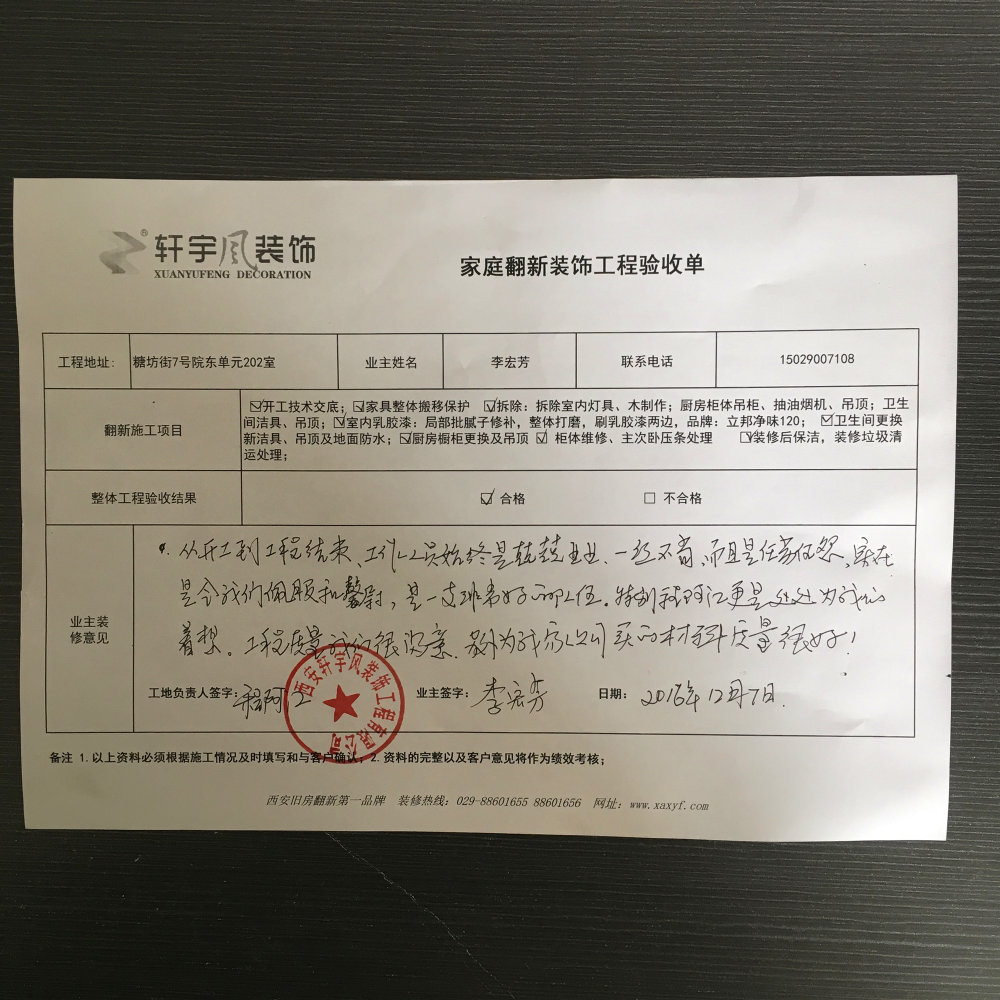 轩宇风装饰
®
XUANYUFENG DECORATION
家庭翻新装饰工程验收单
工程地址: 糖坊街7号院东单元202室 业主姓名 李宏芳 联系电话 15029007108
翻新施工项目
☑开工技术交底；☑家具整体搬移保护 ☑拆除：拆除室内灯具、木制作；厨房柜体吊柜、抽油烟机、吊顶；卫生
间洁具、吊顶；☑室内乳胶漆：局部批腻子修补，整体打磨，刷乳胶漆两边，品牌：立邦净味120；☑卫生间更换
新洁具、吊顶及地面防水；☑厨房橱柜更换及吊顶 ☑ 柜体维修、主次卧压条处理 ☑装修后保洁，装修垃圾清
运处理；
整体工程验收结果 ☑ 合格 □ 不合格
业主装
修意见
从开工到工程结束、工作人员始终是兢兢业业、一丝不苟、而且是任劳任怨、实在
是令我们佩服和，是一支非常好的队伍。特别程阿江更是处处为我们
着想。工程质量我们很满意、另外为我家公司买的材料质量很好！
工地负责人签字：程阿江 业主签字：李宏芳 日期：2016年12月7日.
西安轩宇风装饰工程有限公司
备注 1.以上资料必须根据施工情况及时填写和与客户确认；2.资料的完整以及客户意见将作为绩效考核；
西安旧房翻新第一品牌 装修热线：029-88601655 88601656 网址：www.xaxyf.com